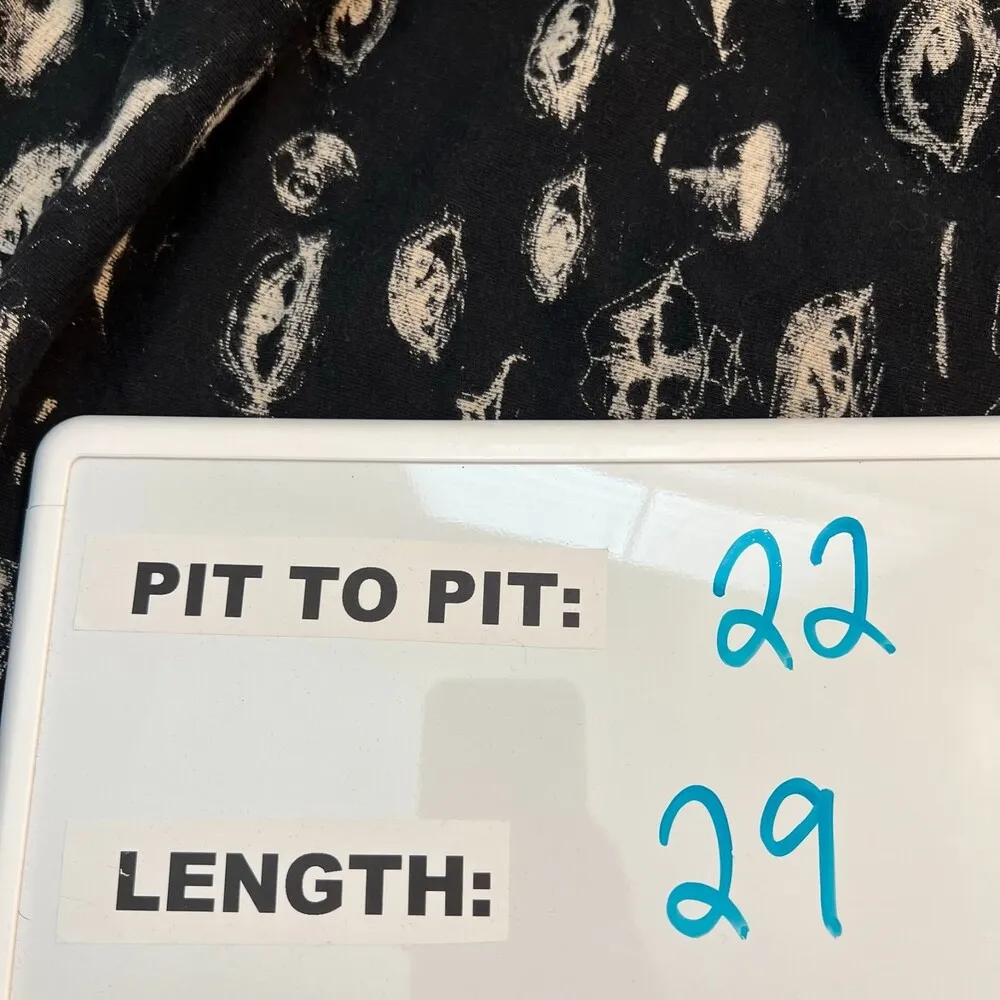 PIT TO PIT: 22
LENGTH: 29